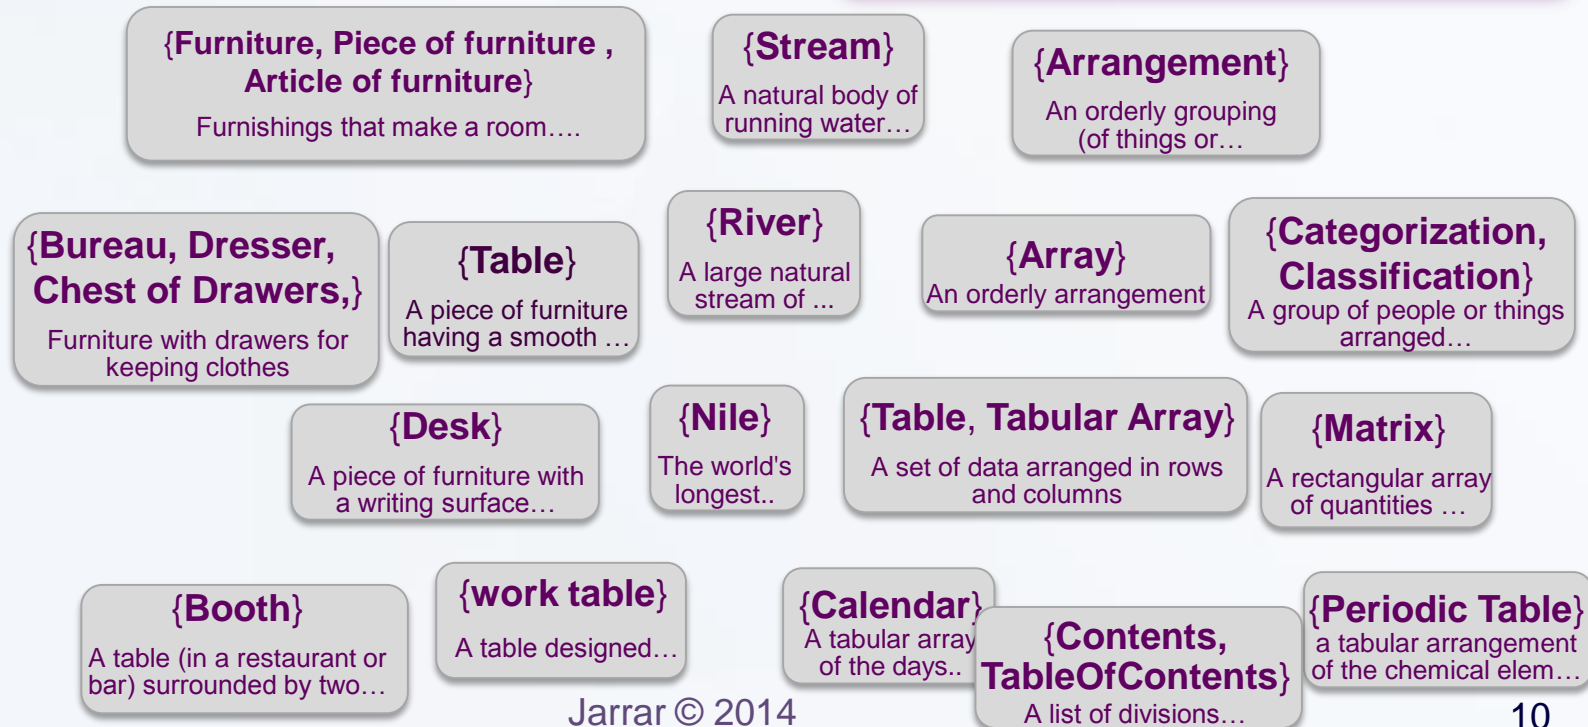 {Furniture, Piece of furniture ,
Article of furniture}
Furnishings that make a room….
{Stream}
A natural body of
running water…
{Arrangement}
An orderly grouping
(of things or…
{Bureau, Dresser,
Chest of Drawers,}
Furniture with drawers for
keeping clothes
{Table}
A piece of furniture
having a smooth …
{River}
A large natural
stream of ...
{Array}
An orderly arrangement
{Categorization,
Classification}
A group of people or things
arranged…
{Desk}
A piece of furniture with
a writing surface…
{Nile}
The world's
longest..
{Table, Tabular Array}
A set of data arranged in rows
and columns
{Matrix}
A rectangular array
of quantities …
{Booth}
A table (in a restaurant or
bar) surrounded by two…
{work table}
A table designed…
{Calendar}
A tabular array
of the days..
{Contents,
TableOfContents}
A list of divisions…
{Periodic Table}
a tabular arrangement
of the chemical elem…
Jarrar © 2014
10